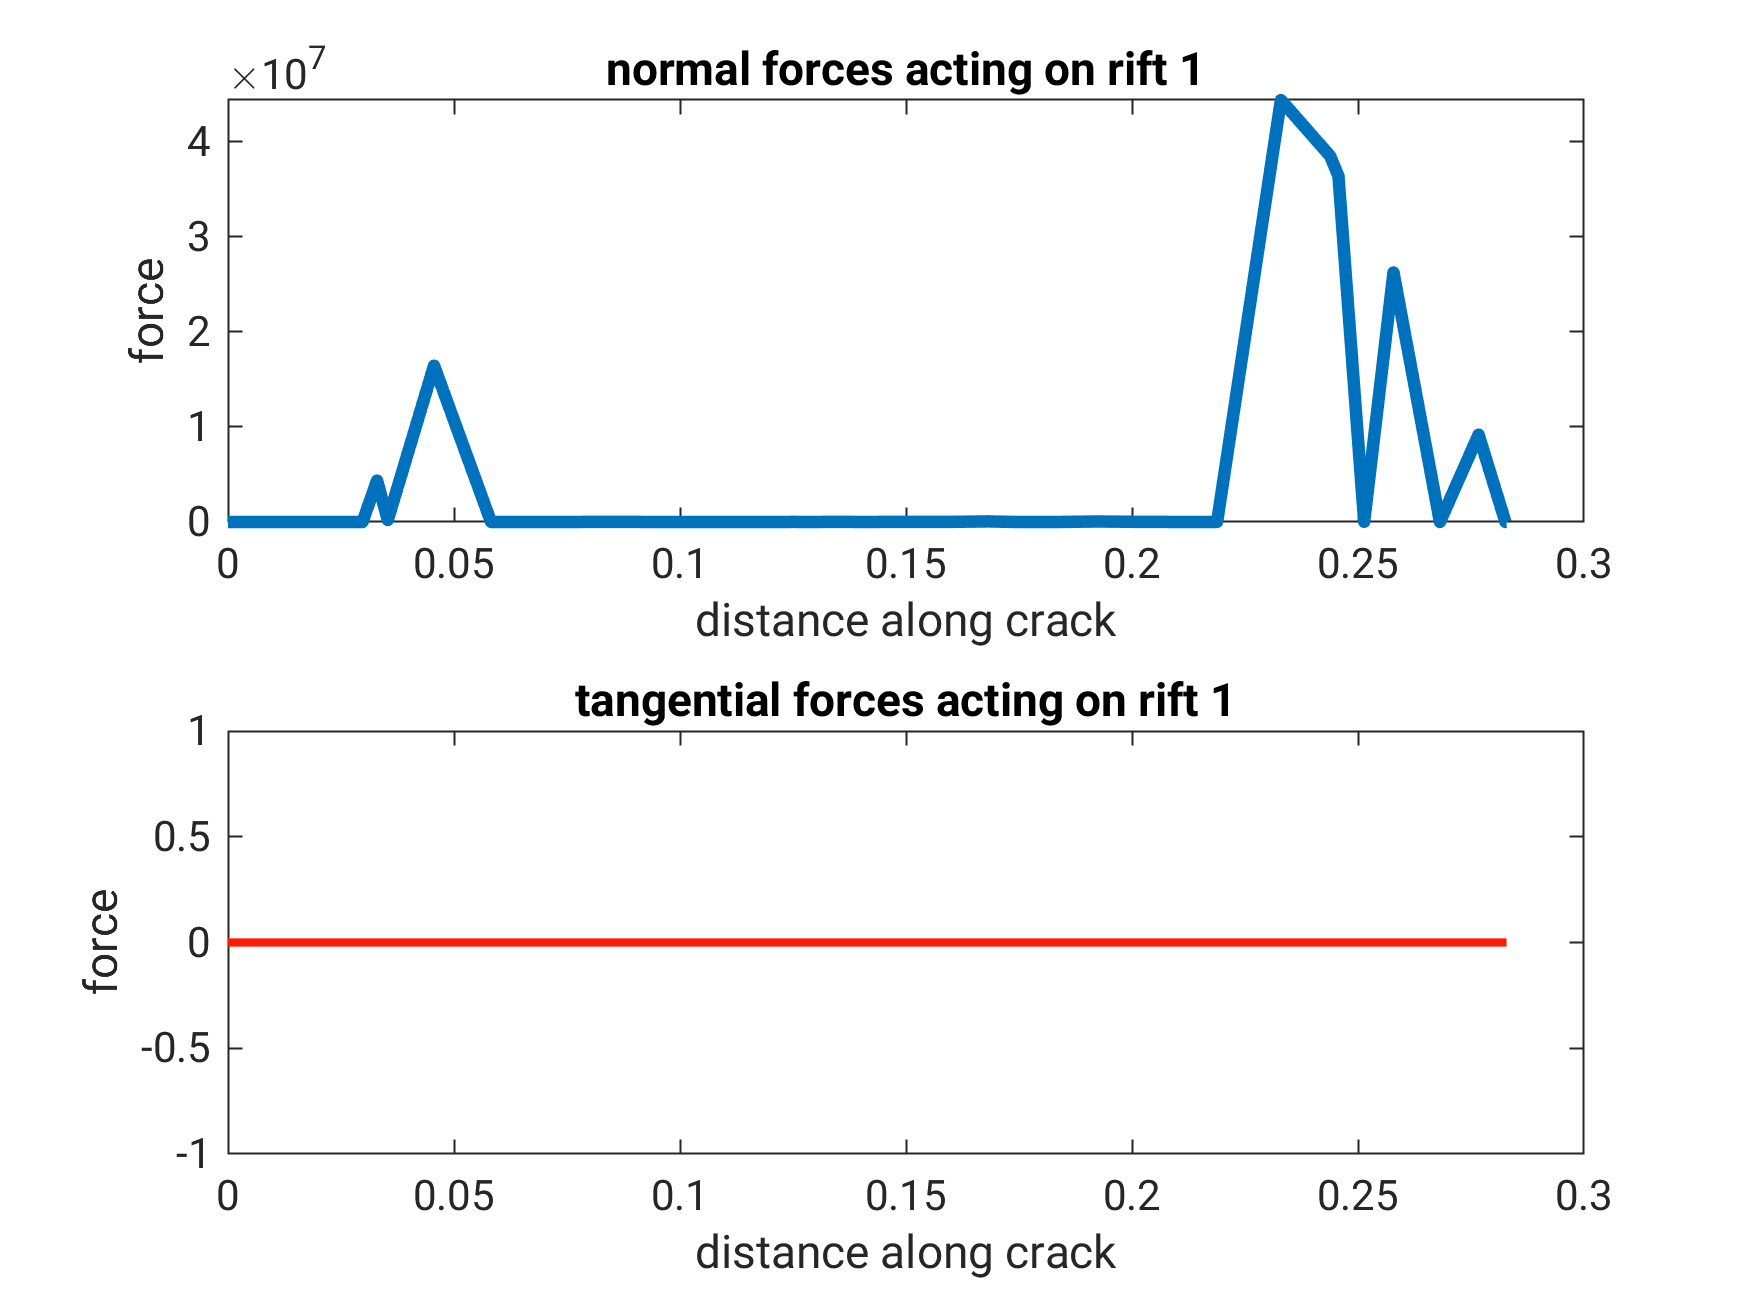 ×10^7
normal forces acting on rift 1
4
3
2
1
0
force
0 0.05 0.1 0.15 0.2 0.25 0.3
distance along crack
tangential forces acting on rift 1
1
0.5
0
-0.5
-1
force
0 0.05 0.1 0.15 0.2 0.25 0.3
distance along crack